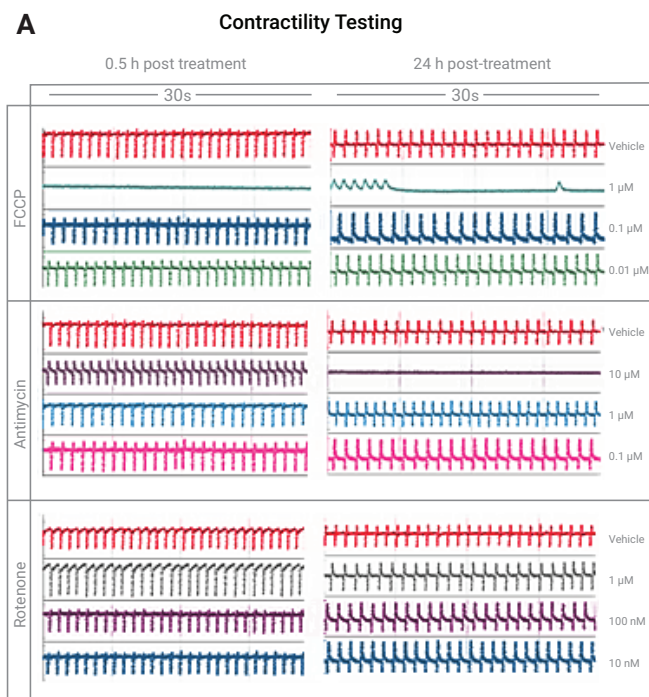 A
Contractility Testing
0.5 h post treatment
24 h post-treatment
30s
30s
FCCP
Vehicle
1 µM
0.1 µM
0.01 µM
Antimycin
Vehicle
10 µM
1 µM
0.1 µM
Rotenone
Vehicle
1 µM
100 nM
10 nM